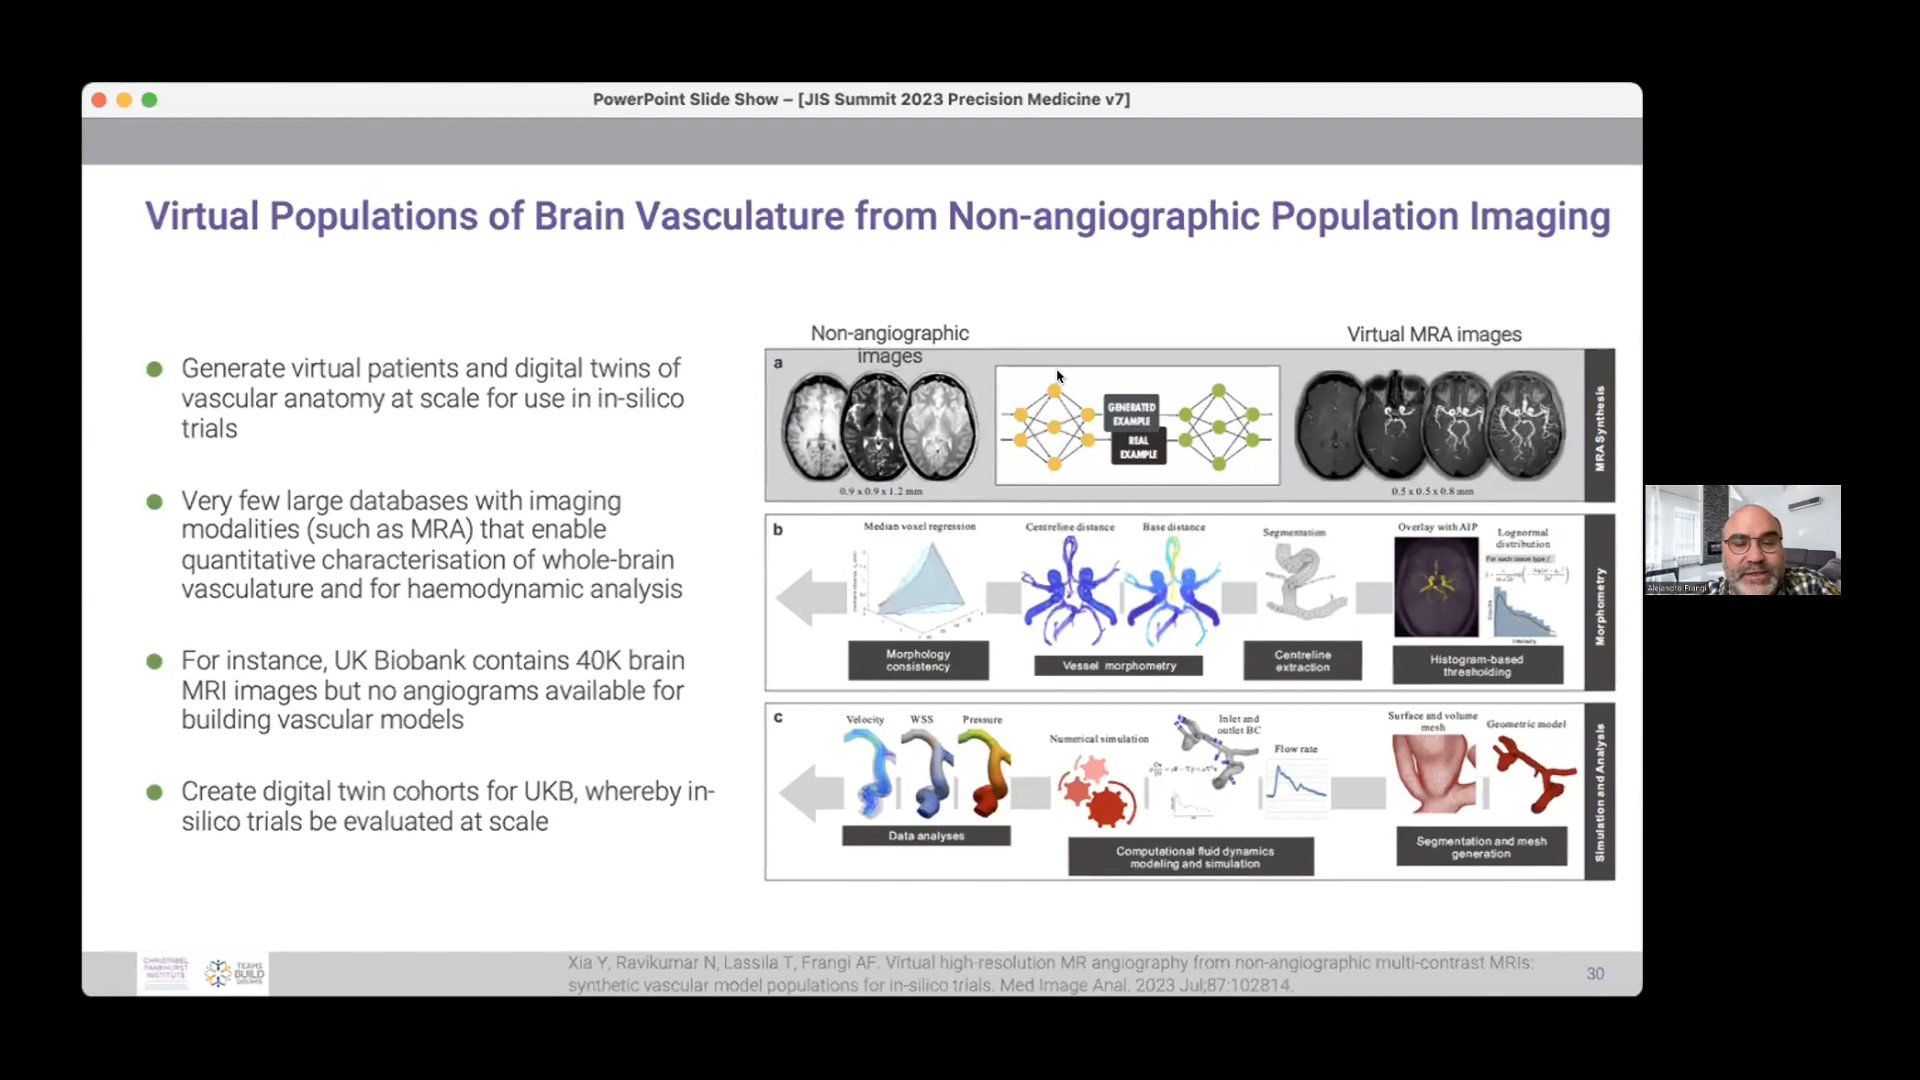 PowerPoint Slide Show – [JIS Summit 2023 Precision Medicine v7]
Virtual Populations of Brain Vasculature from Non-angiographic Population Imaging
Generate virtual patients and digital twins of
vascular anatomy at scale for use in in-silico
trials
Very few large databases with imaging
modalities (such as MRA) that enable
quantitative characterisation of whole-brain
vasculature and for haemodynamic analysis
For instance, UK Biobank contains 40K brain
MRI images but no angiograms available for
building vascular models
Create digital twin cohorts for UKB, whereby in-
silico trials be evaluated at scale
Non-angiographic
images
Virtual MRA images
a
GENERATED
EXAMPLE
REAL
EXAMPLE
0.9 x 0.9 x 1.2 mm
0.5 x 0.5 x 0.8 mm
MRA Synthesis
b
Median voxel regression
Centreline distance
Base distance
Segmentation
Overlay with AIP
Lognormal
distribution
Morphology
consistency
Vessel morphometry
Centreline
extraction
Histogram-based
thresholding
Morphometry
c
Velocity
WSS
Pressure
Numerical simulation
Inlet and
outlet BC
Flow rate
Surface and volume
mesh
Geometric model
Data analyses
Computational fluid dynamics
modeling and simulation
Segmentation and mesh
generation
Simulation and Analysis
Alejandro Frangi
CHRISTABEL
PANKHURST
INSTITUTE
TEAMS
BUILD
DREAMS
Xia Y, Ravikumar N, Lassila T, Frangi AF. Virtual high-resolution MR angiography from non-angiographic multi-contrast MRIs:
synthetic vascular model populations for in-silico trials. Med Image Anal. 2023 Jul;87:102814.
30